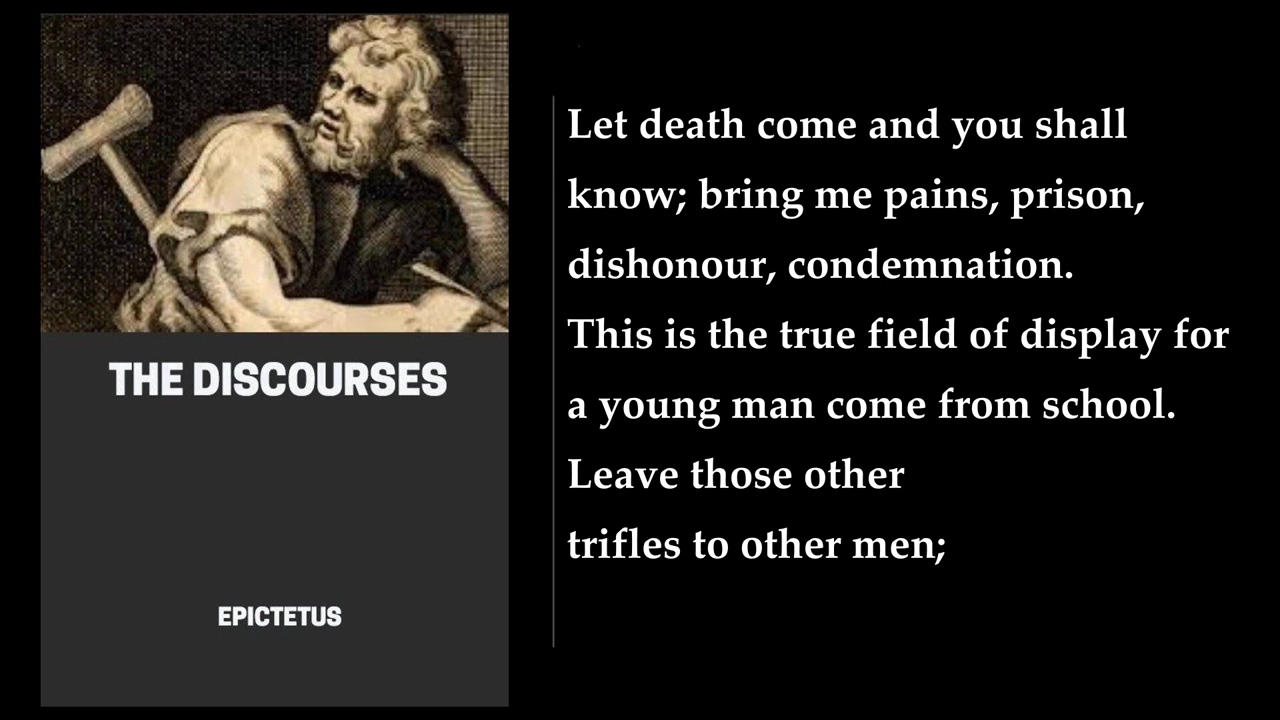 THE DISCOURSES
EPICTETUS
Let death come and you shall
know; bring me pains, prison,
dishonour, condemnation.
This is the true field of display for
a young man come from school.
Leave those other
trifles to other men;